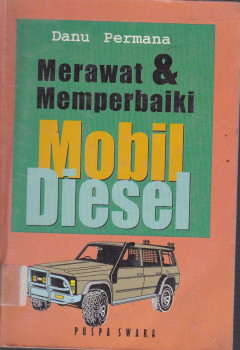 Danu Permana
Merawat &
Memperbaiki
Mobil
Diesel
PUSPA SWARA